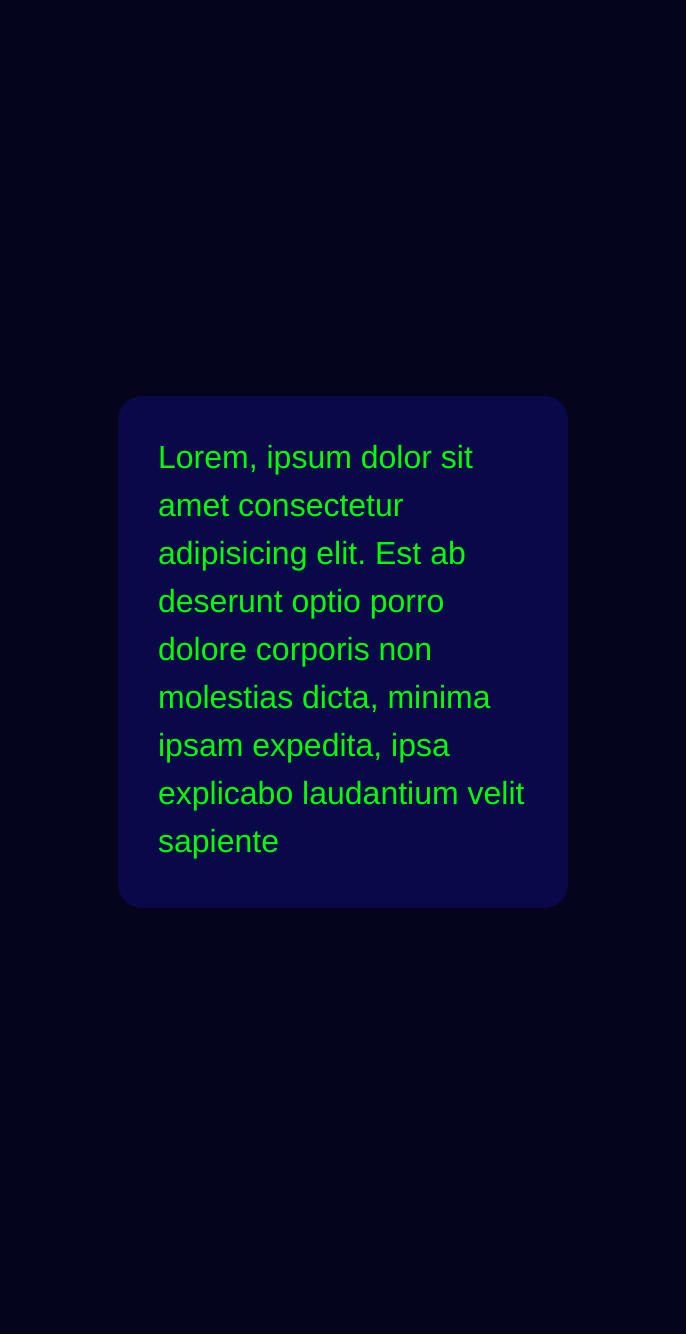 Lorem, ipsum dolor sit
amet consectetur
adipisicing elit. Est ab
deserunt optio porro
dolore corporis non
molestias dicta, minima
ipsam expedita, ipsa
explicabo laudantium velit
sapiente